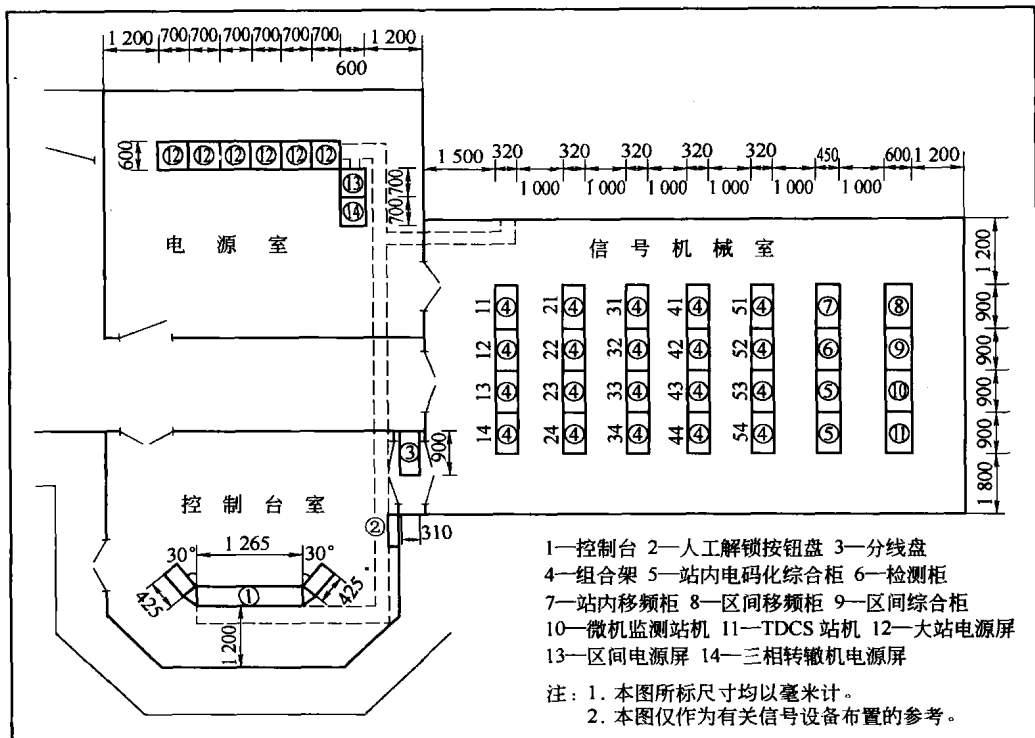 1 200 700 700 700 700 700 700 1 200
600
600
⑫ ⑫ ⑫ ⑫ ⑫ ⑫
⑬
⑭
700
700
电源室
1 500 320 320 320 320 320 450 600 1 200
1 000 1 000 1 000 1 000 1 000 1 000
信号机械室
1 200
11 ④ 21 ④ 31 ④ 41 ④ 51 ④ ⑦ ⑧ 900
12 ④ 22 ④ 32 ④ 42 ④ 52 ④ ⑥ ⑨ 900
13 ④ 23 ④ 33 ④ 43 ④ 53 ④ ⑤ ⑩ 900
14 ④ 24 ④ 34 ④ 44 ④ 54 ④ ⑤ ⑪ 900
1 800
③ 900
控制台室
② 310
30° 1 265 30°
425 ① 425
1 200
1—控制台 2—人工解锁按钮盘 3—分线盘
4—组合架 5—站内电码化综合柜 6—检测柜
7—站内移频柜 8—区间移频柜 9—区间综合柜
10—微机监测站机 11—TDCS 站机 12—大站电源屏
13—区间电源屏 14—三相转辙机电源屏
注：1. 本图所标尺寸均以毫米计。
2. 本图仅作为有关信号设备布置的参考。